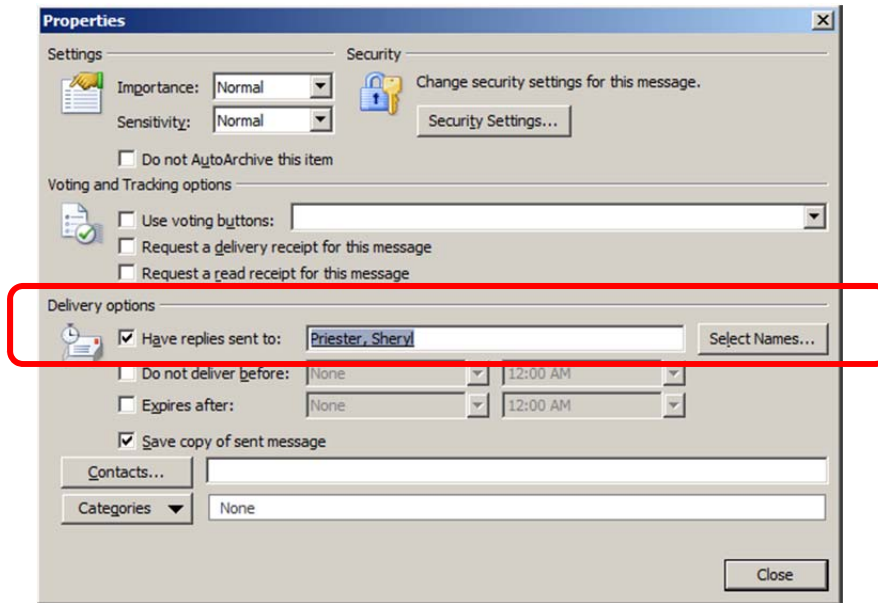 Properties
Settings
Security
Importance: Normal
Change security settings for this message.
Sensitivity: Normal
Security Settings...
Do not AutoArchive this item
Voting and Tracking options
Use voting buttons:
Request a delivery receipt for this message
Request a read receipt for this message
Delivery options
Have replies sent to: Priester, Sheryl Select Names...
Do not deliver before: None 12:00 AM
Expires after: None 12:00 AM
Save copy of sent message
Contacts...
Categories None
Close